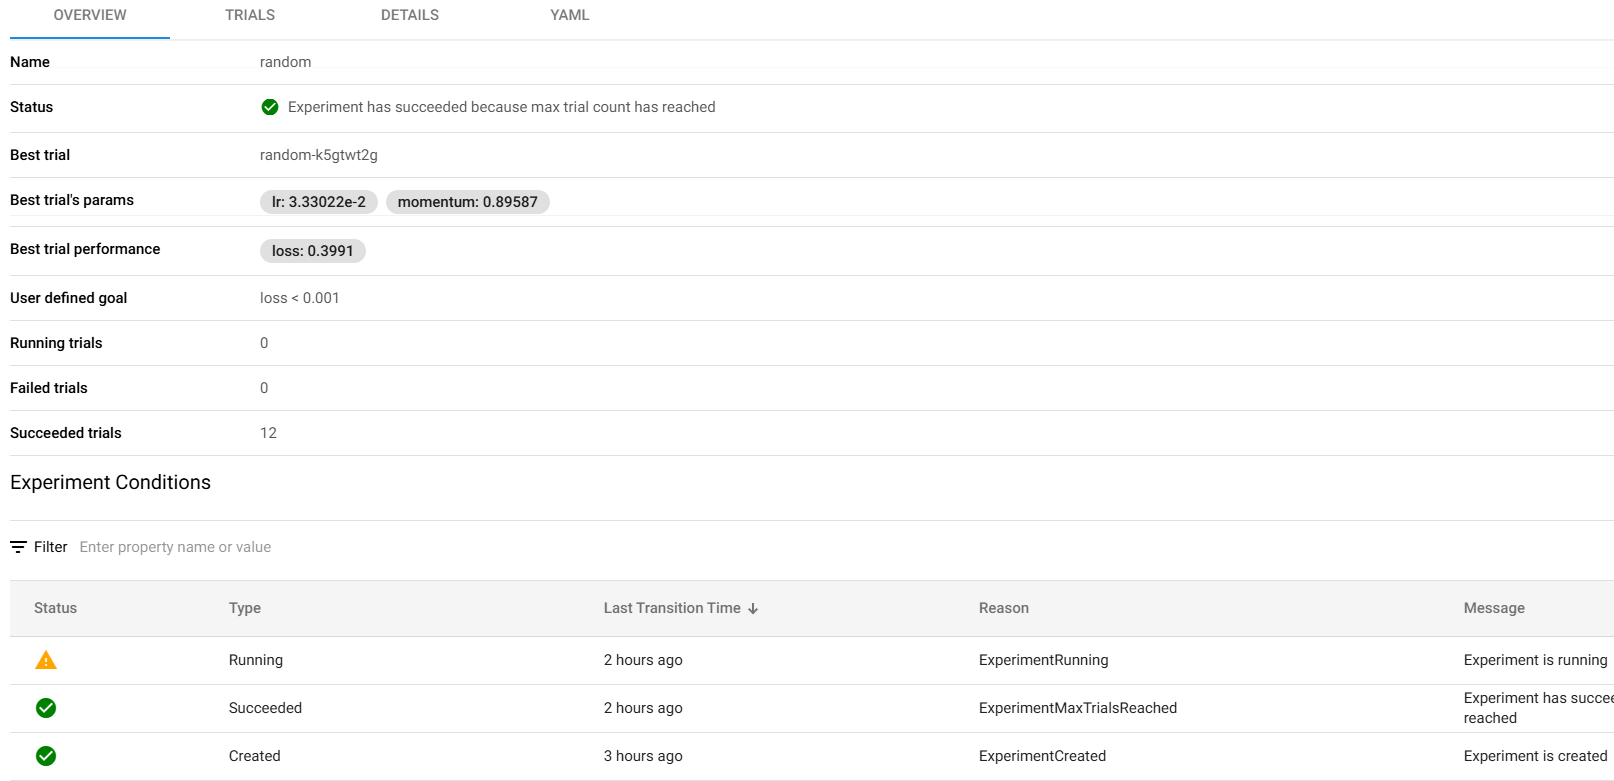 OVERVIEW TRIALS DETAILS YAML
Name random
Status Experiment has succeeded because max trial count has reached
Best trial random-k5gtwt2g
Best trial's params lr: 3.33022e-2 momentum: 0.89587
Best trial performance loss: 0.3991
User defined goal loss < 0.001
Running trials 0
Failed trials 0
Succeeded trials 12
Experiment Conditions
Filter Enter property name or value
Status Type Last Transition Time Reason Message
Running 2 hours ago ExperimentRunning Experiment is running
Succeeded 2 hours ago ExperimentMaxTrialsReached Experiment has succee
reached
Created 3 hours ago ExperimentCreated Experiment is created